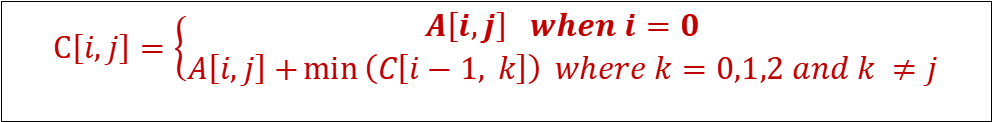 A[i,j] when i = 0
C[i,j] = {
A[i,j] + min (C[i − 1, k]) where k = 0,1,2 and k ≠ j